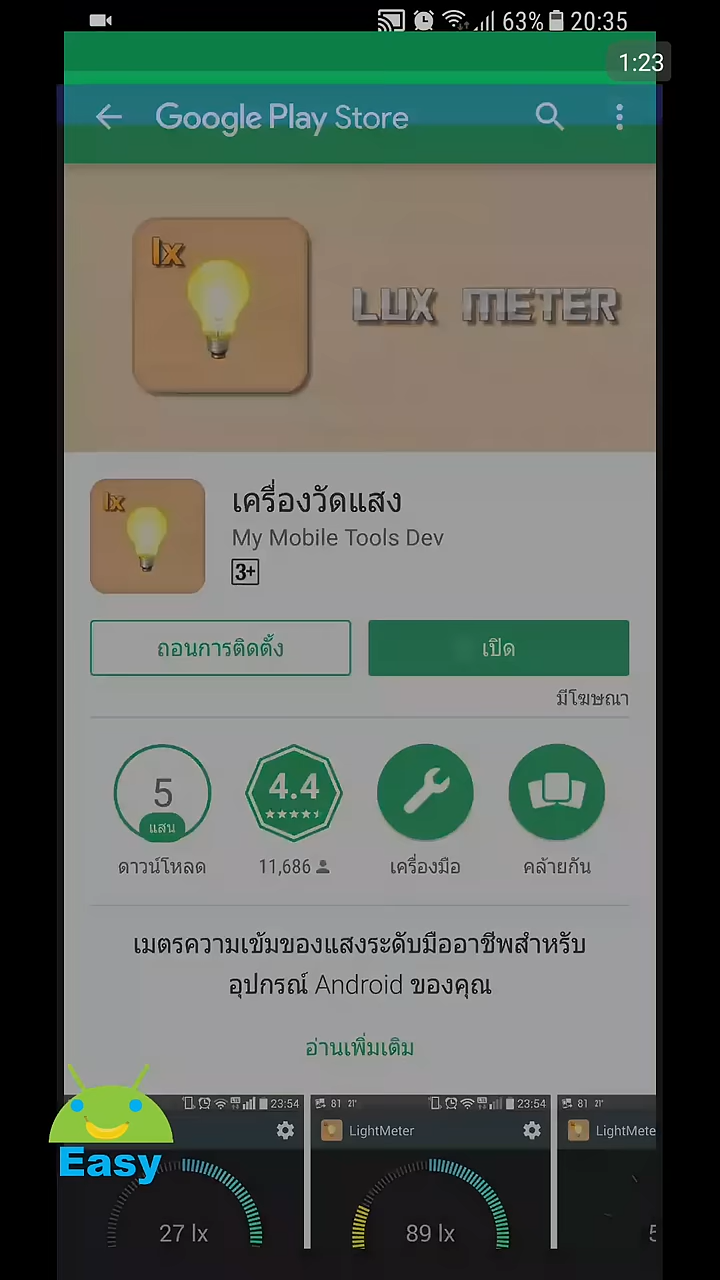 63% 20:35
1:23
Google Play Store
lx
LUX METER
lx
เครื่องวัดแสง
My Mobile Tools Dev
3+
ถอนการติดตั้ง
เปิด
มีโฆษณา
5
แสน
4.4
ดาวน์โหลด
11,686
เครื่องมือ
คล้ายกัน
เมตรความเข้มของแสงระดับมืออาชีพสำหรับ
อุปกรณ์ Android ของคุณ
อ่านเพิ่มเติม
23:54
81 21° 23:54
81 21°
LightMeter
LightMete
Easy
27 lx
89 lx
5